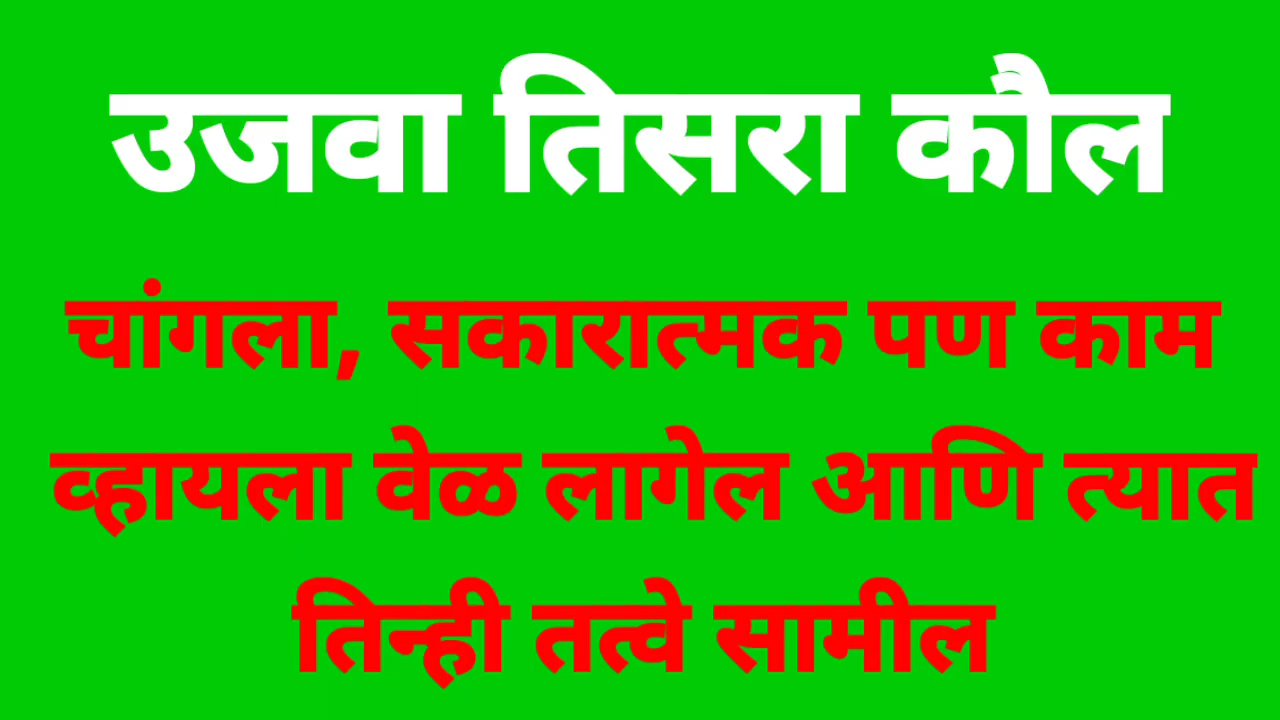 उजवा तिसरा कौल
चांगला, सकारात्मक पण काम
व्हायला वेळ लागेल आणि त्यात
तिन्ही तत्वे सामील